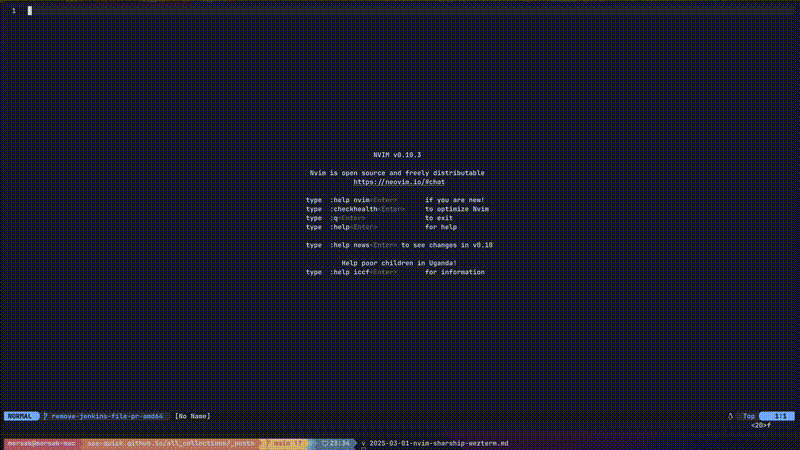 1
NVIM v0.10.3
Nvim is open source and freely distributable
https://neovim.io/#chat
type :help nvim<Enter> if you are new!
type :checkhealth<Enter> to optimize Nvim
type :q<Enter> to exit
type :help<Enter> for help
type :help news<Enter> to see changes in v0.10
Help poor children in Uganda!
type :help iccf<Enter> for information
NORMAL remove-jenkins-file-pr-amd64 [No Name] Top 1:1
<20>f
morsak@morsak-mac see-quick.github.io/all_collections/_posts main !? 23:34 v 2025-03-01-nvim-sharship-wezterm.md